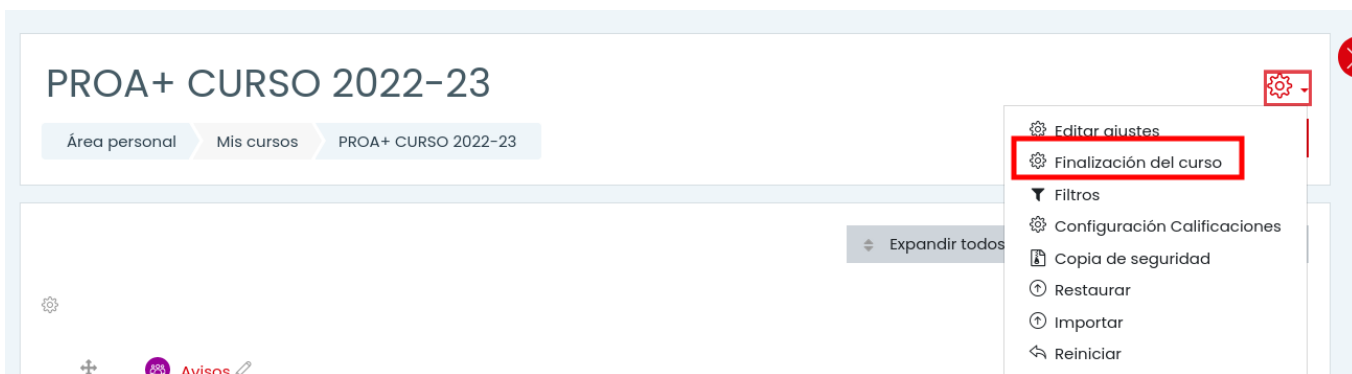 PROA+ CURSO 2022-23
Área personal
Mis cursos
PROA+ CURSO 2022-23
Editar ajustes
Finalización del curso
Filtros
Configuración Calificaciones
Copia de seguridad
Restaurar
Importar
Reiniciar
Expandir todos
Avisos